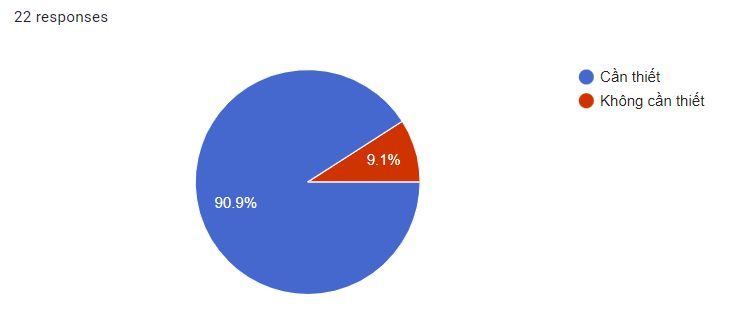 22 responses
Cần thiết
Không cần thiết
9.1%
90.9%